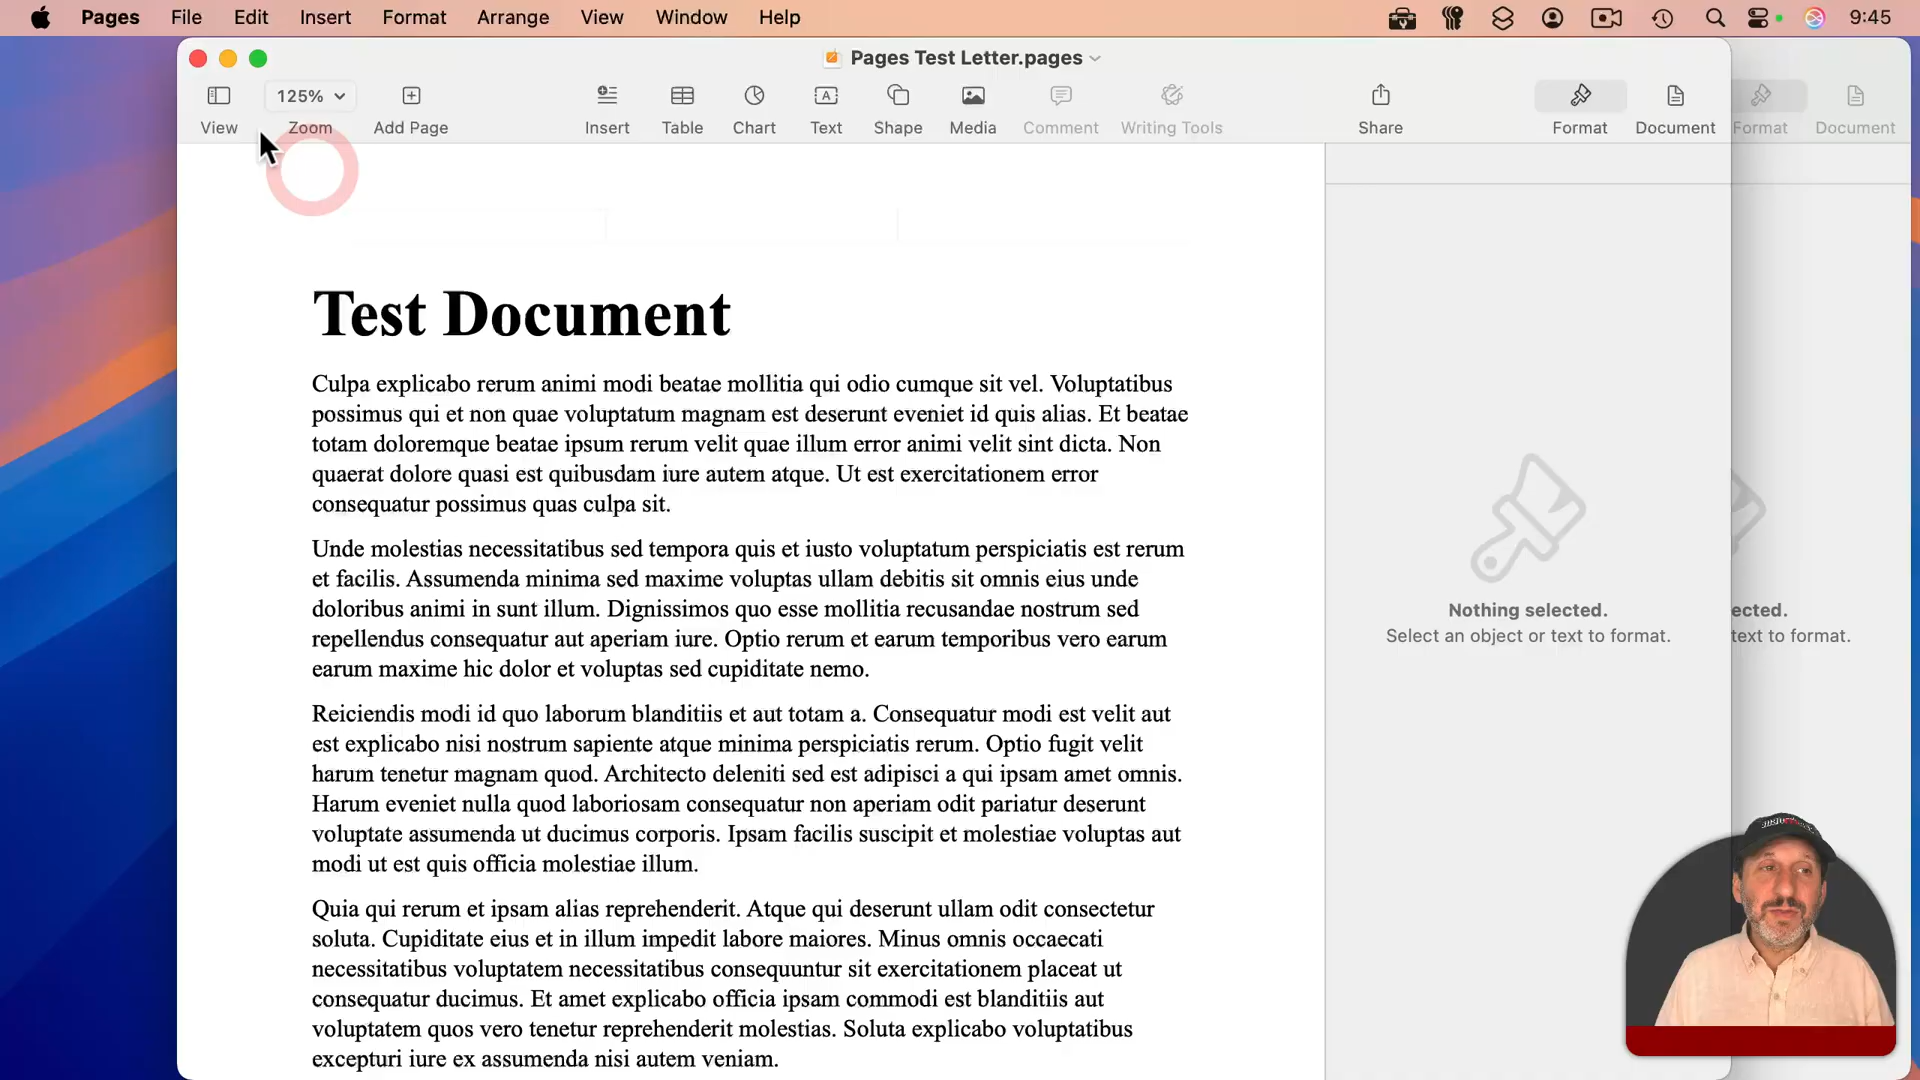 Pages File Edit Insert Format Arrange View Window Help 9:45
Pages Test Letter.pages
125%
View Zoom Add Page Insert Table Chart Text Shape Media Comment Writing Tools Share Format Document Format Document
Test Document
Culpa explicabo rerum animi modi beatae mollitia qui odio cumque sit vel. Voluptatibus
possimus qui et non quae voluptatum magnam est deserunt eveniet id quis alias. Et beatae
totam doloremque beatae ipsum rerum velit quae illum error animi velit sint dicta. Non
quaerat dolore quasi est quibusdam iure autem atque. Ut est exercitationem error
consequatur possimus quas culpa sit.
Unde molestias necessitatibus sed tempora quis et iusto voluptatum perspiciatis est rerum
et facilis. Assumenda minima sed maxime voluptas ullam debitis sit omnis eius unde
doloribus animi in sunt illum. Dignissimos quo esse mollitia recusandae nostrum sed
repellendus consequatur aut aperiam iure. Optio rerum et earum temporibus vero earum
earum maxime hic dolor et voluptas sed cupiditate nemo.
Reiciendis modi id quo laborum blanditiis et aut totam a. Consequatur modi est velit aut
est explicabo nisi nostrum sapiente atque minima perspiciatis rerum. Optio fugit velit
harum tenetur magnam quod. Architecto deleniti sed est adipisci a qui ipsam amet omnis.
Harum eveniet nulla quod laboriosam consequatur non aperiam odit pariatur deserunt
voluptate assumenda ut ducimus corporis. Ipsam facilis suscipit et molestiae voluptas aut
modi ut est quis officia molestiae illum.
Quia qui rerum et ipsam alias reprehenderit. Atque qui deserunt ullam odit consectetur
soluta. Cupiditate eius et in illum impedit labore maiores. Minus omnis occaecati
necessitatibus voluptatem necessitatibus consequuntur sit exercitationem placeat ut
consequatur ducimus. Et amet explicabo officia ipsam commodi est blanditiis aut
voluptatem quos vero tenetur reprehenderit molestias. Soluta explicabo voluptatibus
excepturi iure ex assumenda nisi autem veniam.
Nothing selected.
Select an object or text to format.
ected.
text to format.